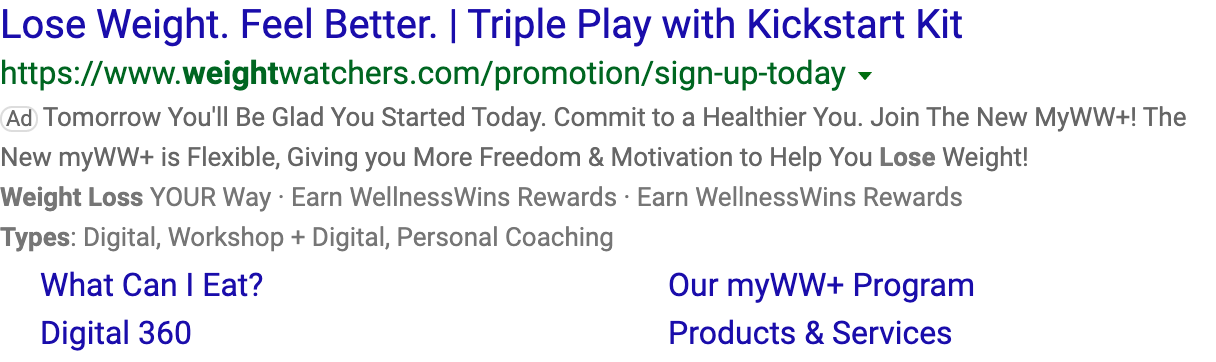 Lose Weight. Feel Better. | Triple Play with Kickstart Kit
https://www.weightwatchers.com/promotion/sign-up-today
Ad Tomorrow You'll Be Glad You Started Today. Commit to a Healthier You. Join The New MyWW+! The
New myWW+ is Flexible, Giving you More Freedom & Motivation to Help You Lose Weight!
Weight Loss YOUR Way · Earn WellnessWins Rewards · Earn WellnessWins Rewards
Types: Digital, Workshop + Digital, Personal Coaching
What Can I Eat? Our myWW+ Program
Digital 360 Products & Services